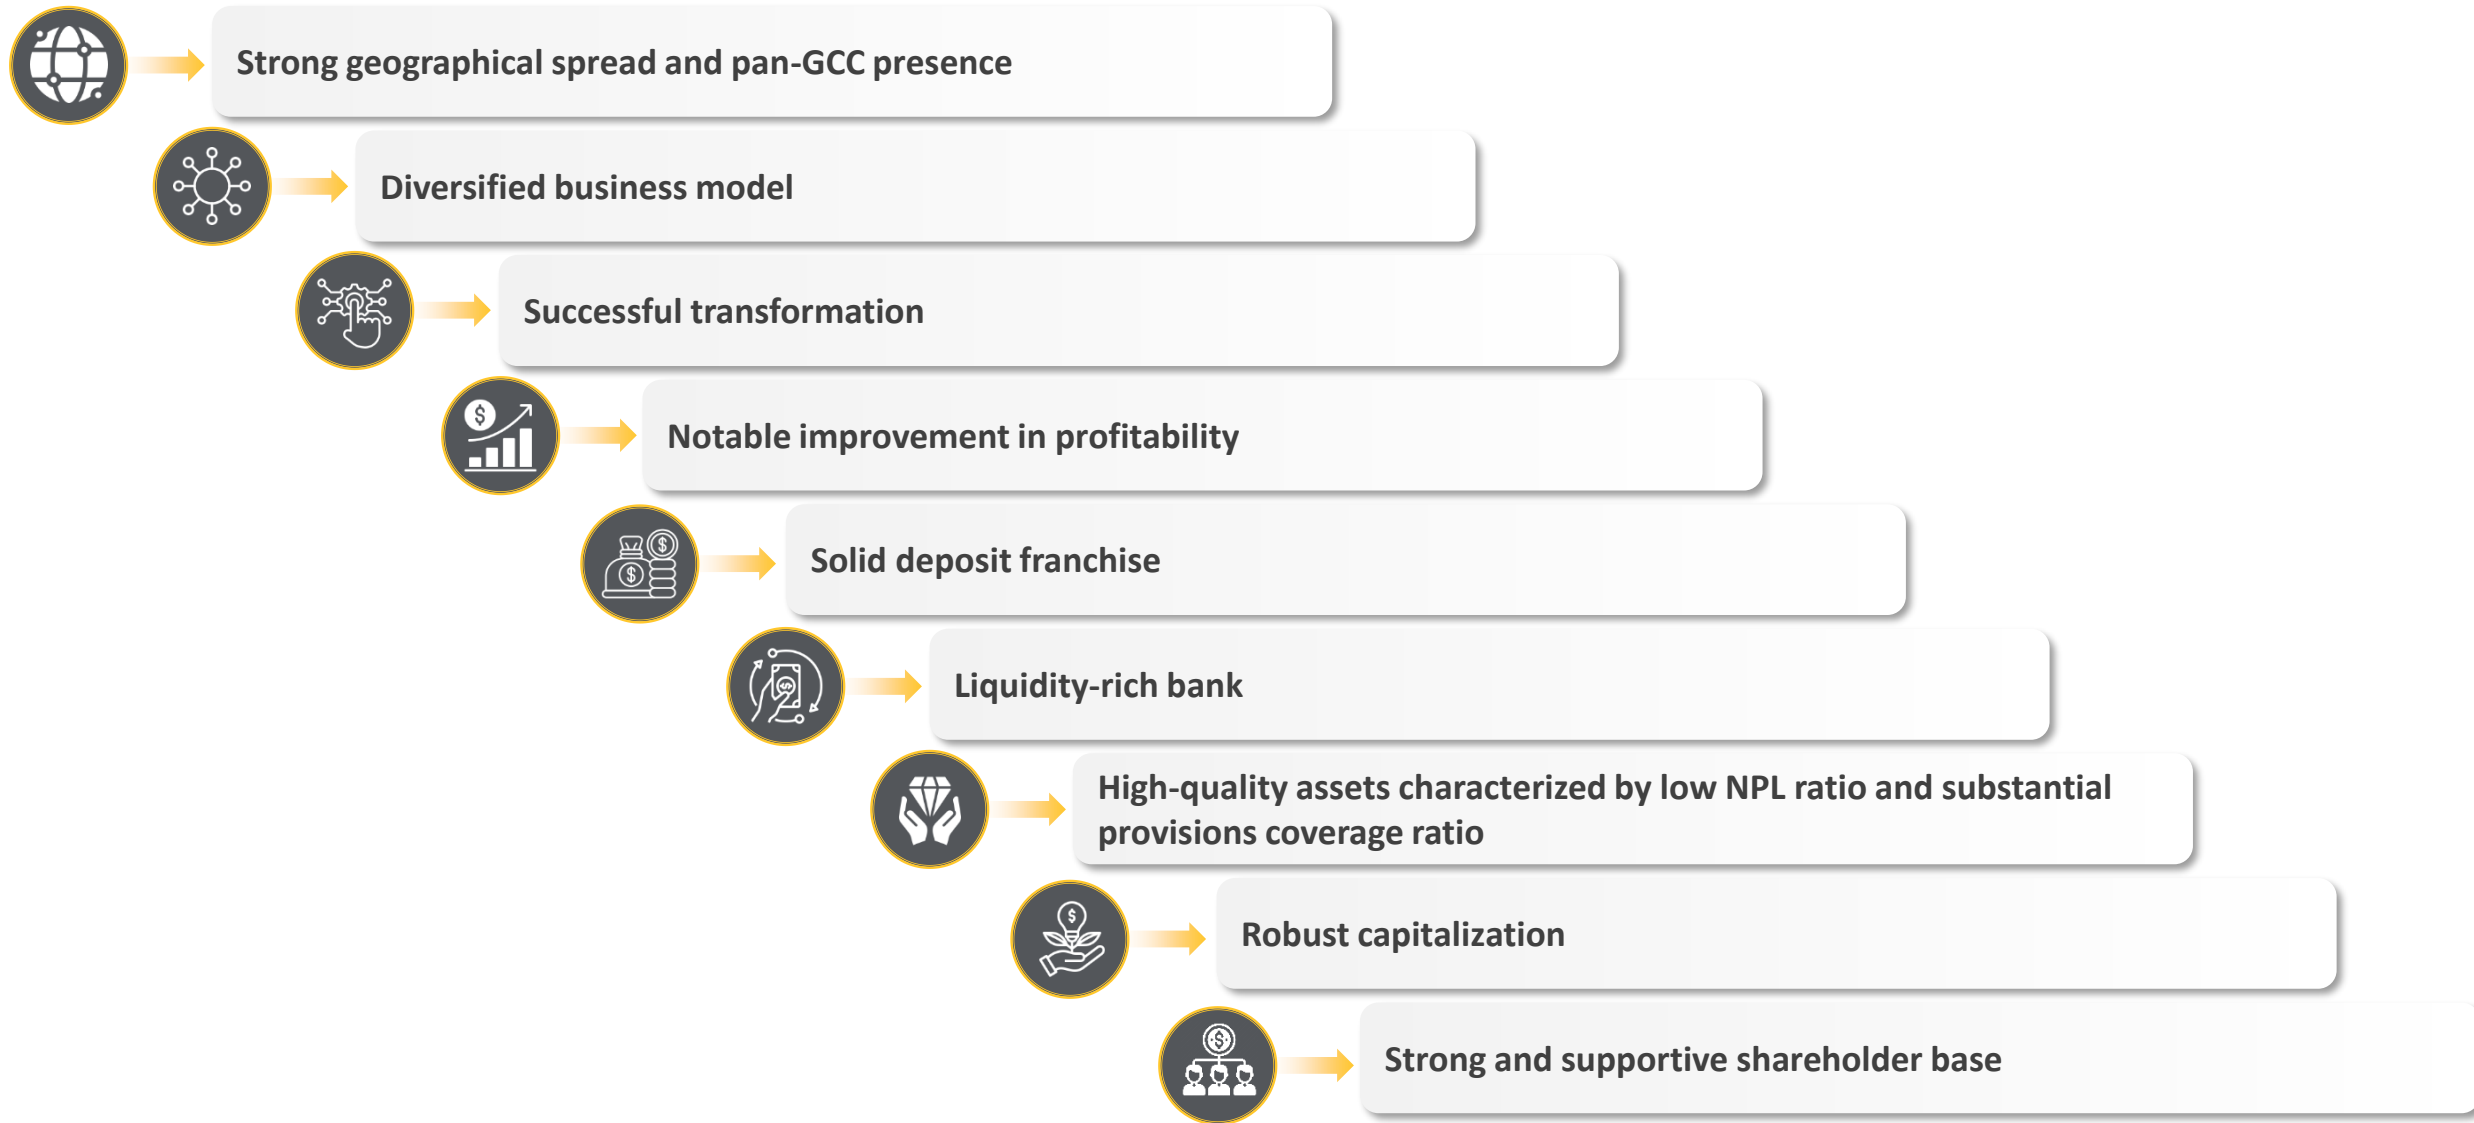 Strong geographical spread and pan-GCC presence
Diversified business model
Successful transformation
Notable improvement in profitability
Solid deposit franchise
Liquidity-rich bank
High-quality assets characterized by low NPL ratio and substantial
provisions coverage ratio
Robust capitalization
Strong and supportive shareholder base